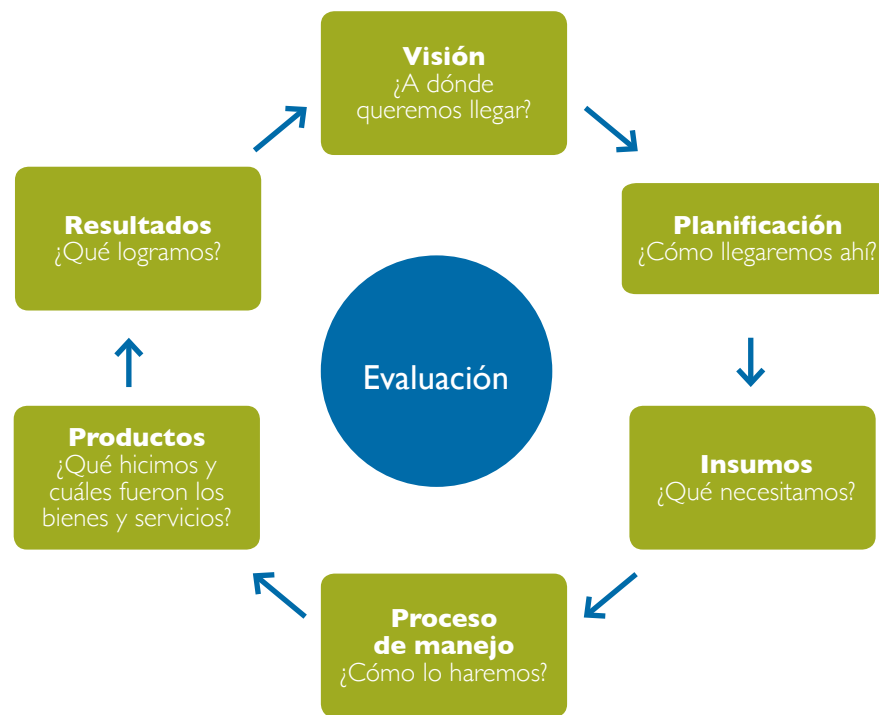 Visión
¿A dónde
queremos llegar?
Planificación
¿Cómo llegaremos ahí?
Insumos
¿Qué necesitamos?
Proceso
de manejo
¿Cómo lo haremos?
Productos
¿Qué hicimos y
cuáles fueron los
bienes y servicios?
Resultados
¿Qué logramos?
Evaluación